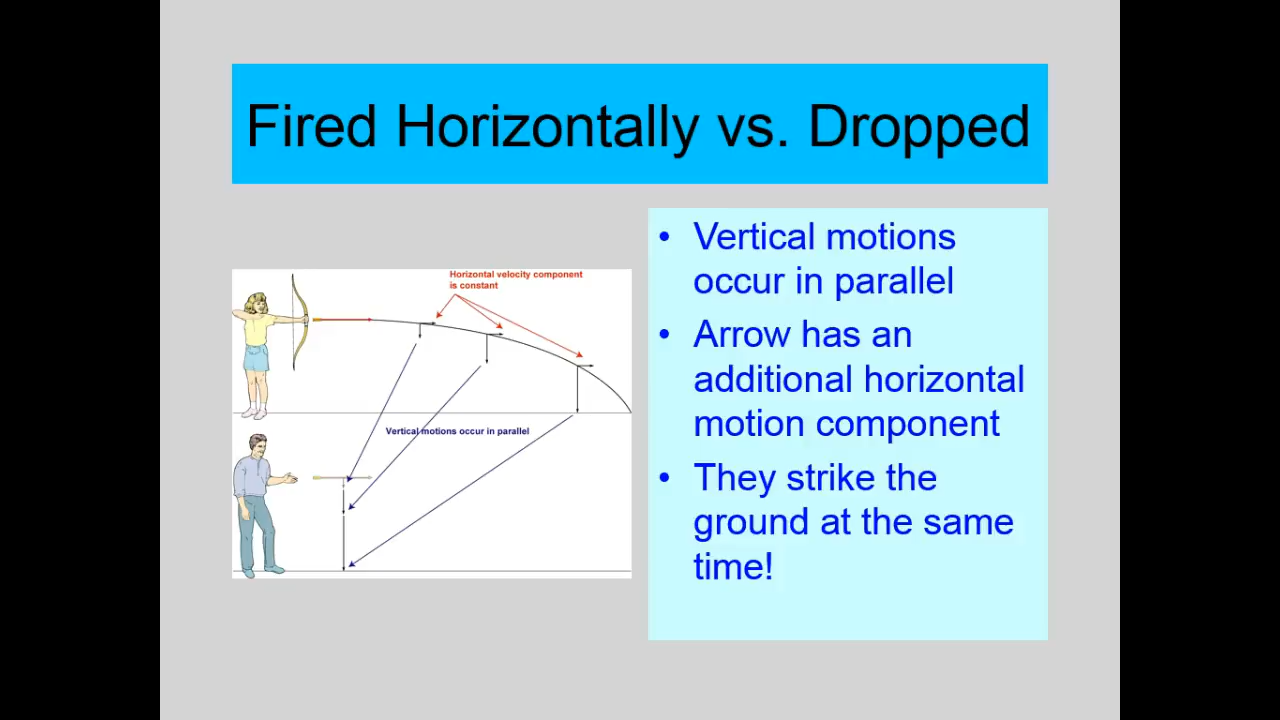 Fired Horizontally vs. Dropped
Horizontal velocity component
is constant
Vertical motions occur in parallel
• Vertical motions
occur in parallel
• Arrow has an
additional horizontal
motion component
• They strike the
ground at the same
time!